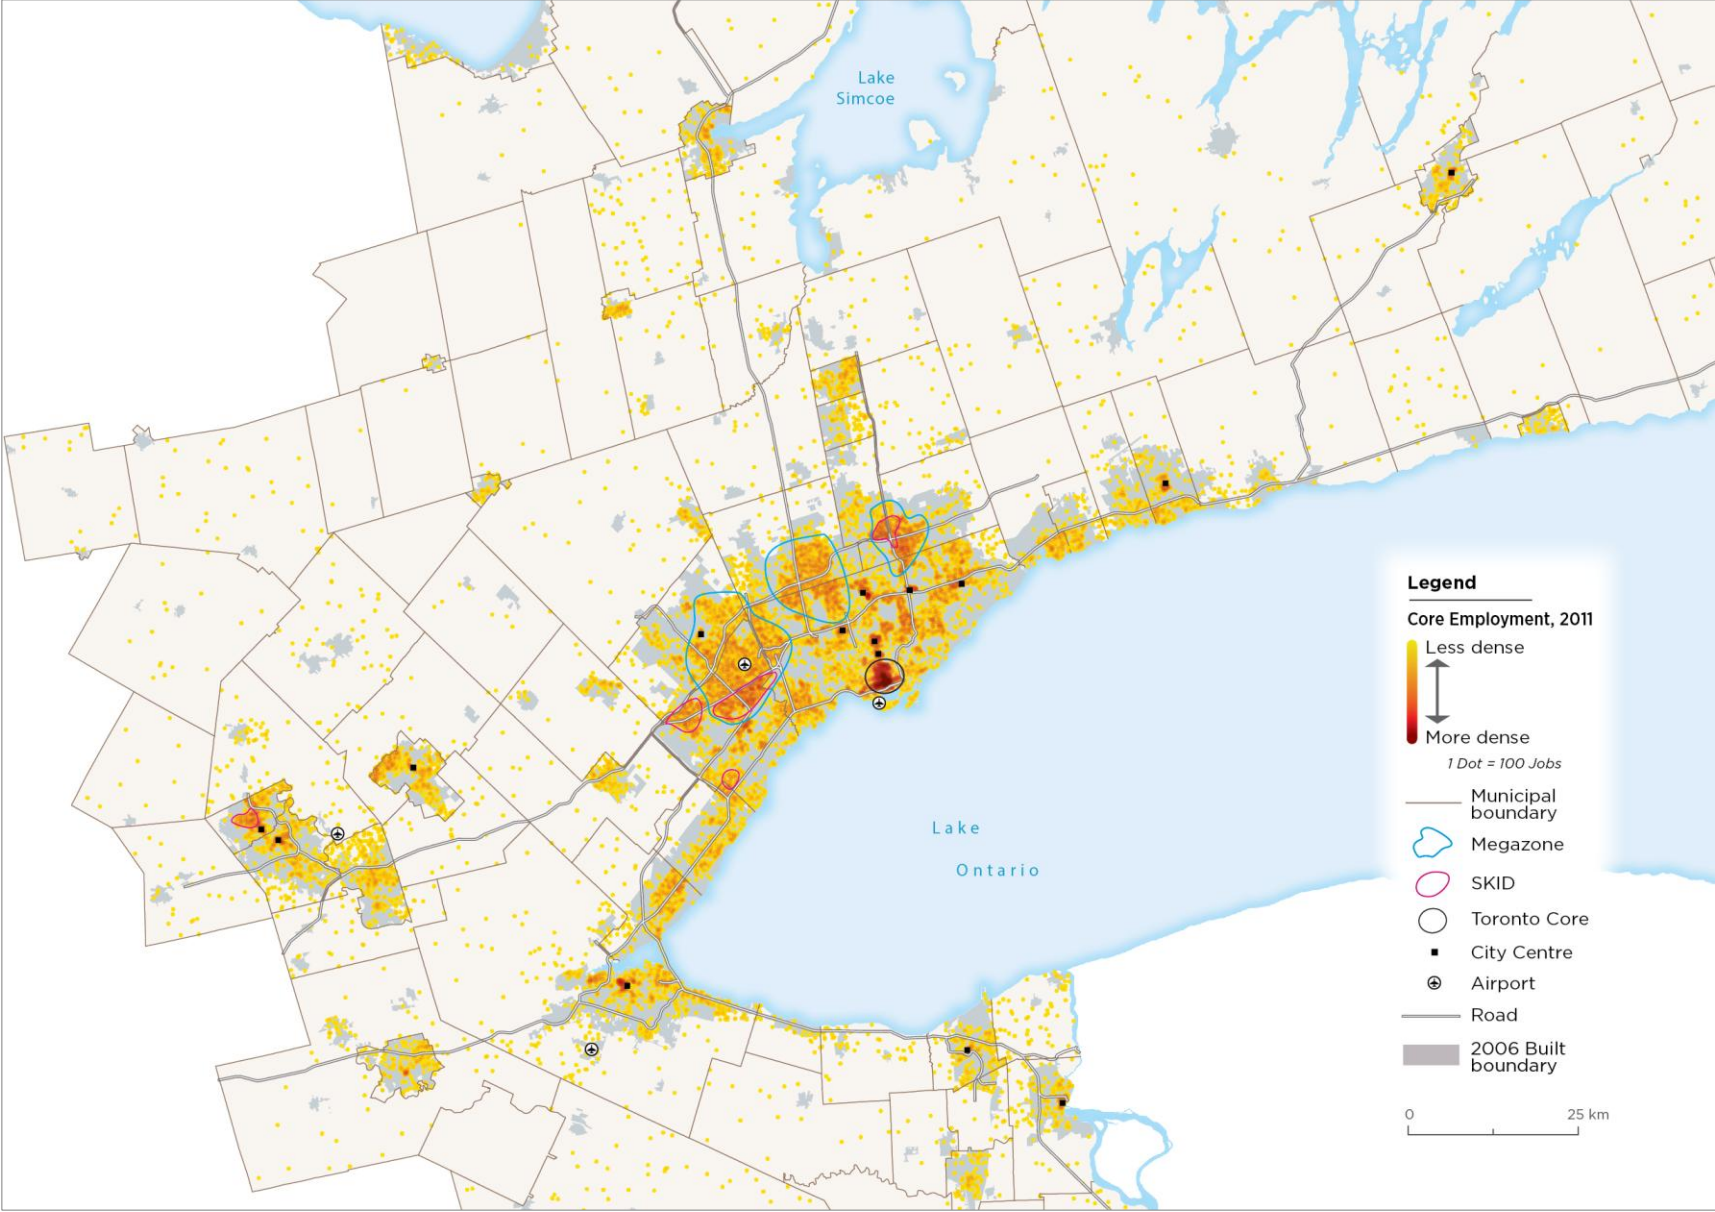 Lake
Simcoe
Lake
Ontario
Legend
Core Employment, 2011
Less dense
More dense
1 Dot = 100 Jobs
Municipal
boundary
Megazone
SKID
Toronto Core
City Centre
Airport
Road
2006 Built
boundary
0 25 km